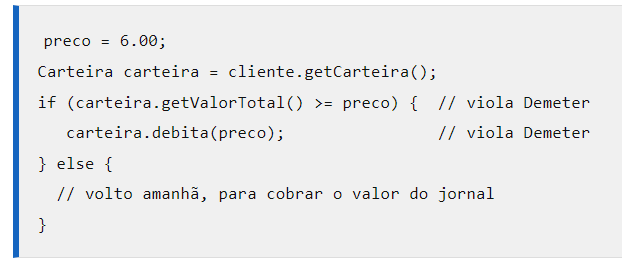 preco = 6.00;
Carteira carteira = cliente.getCarteira();
if (carteira.getValorTotal() >= preco) {  // viola Demeter
   carteira.debita(preco);                // viola Demeter
} else {
  // volto amanhã, para cobrar o valor do jornal
}